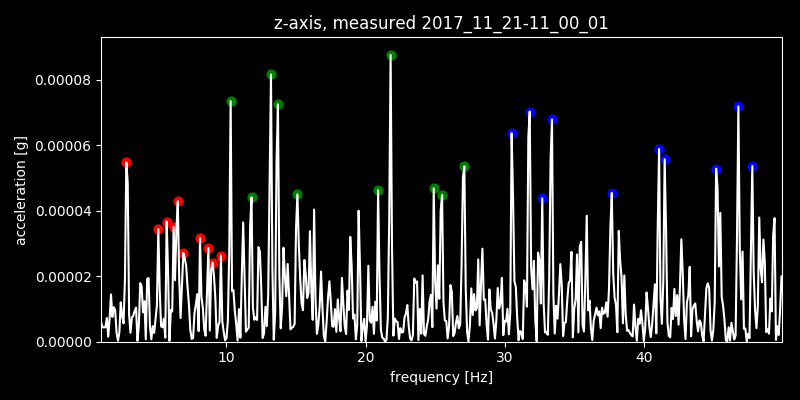 z-axis, measured 2017_11_21-11_00_01
0.00008
0.00006
0.00004
0.00002
0.00000
acceleration [g]
10 20 30 40
frequency [Hz]